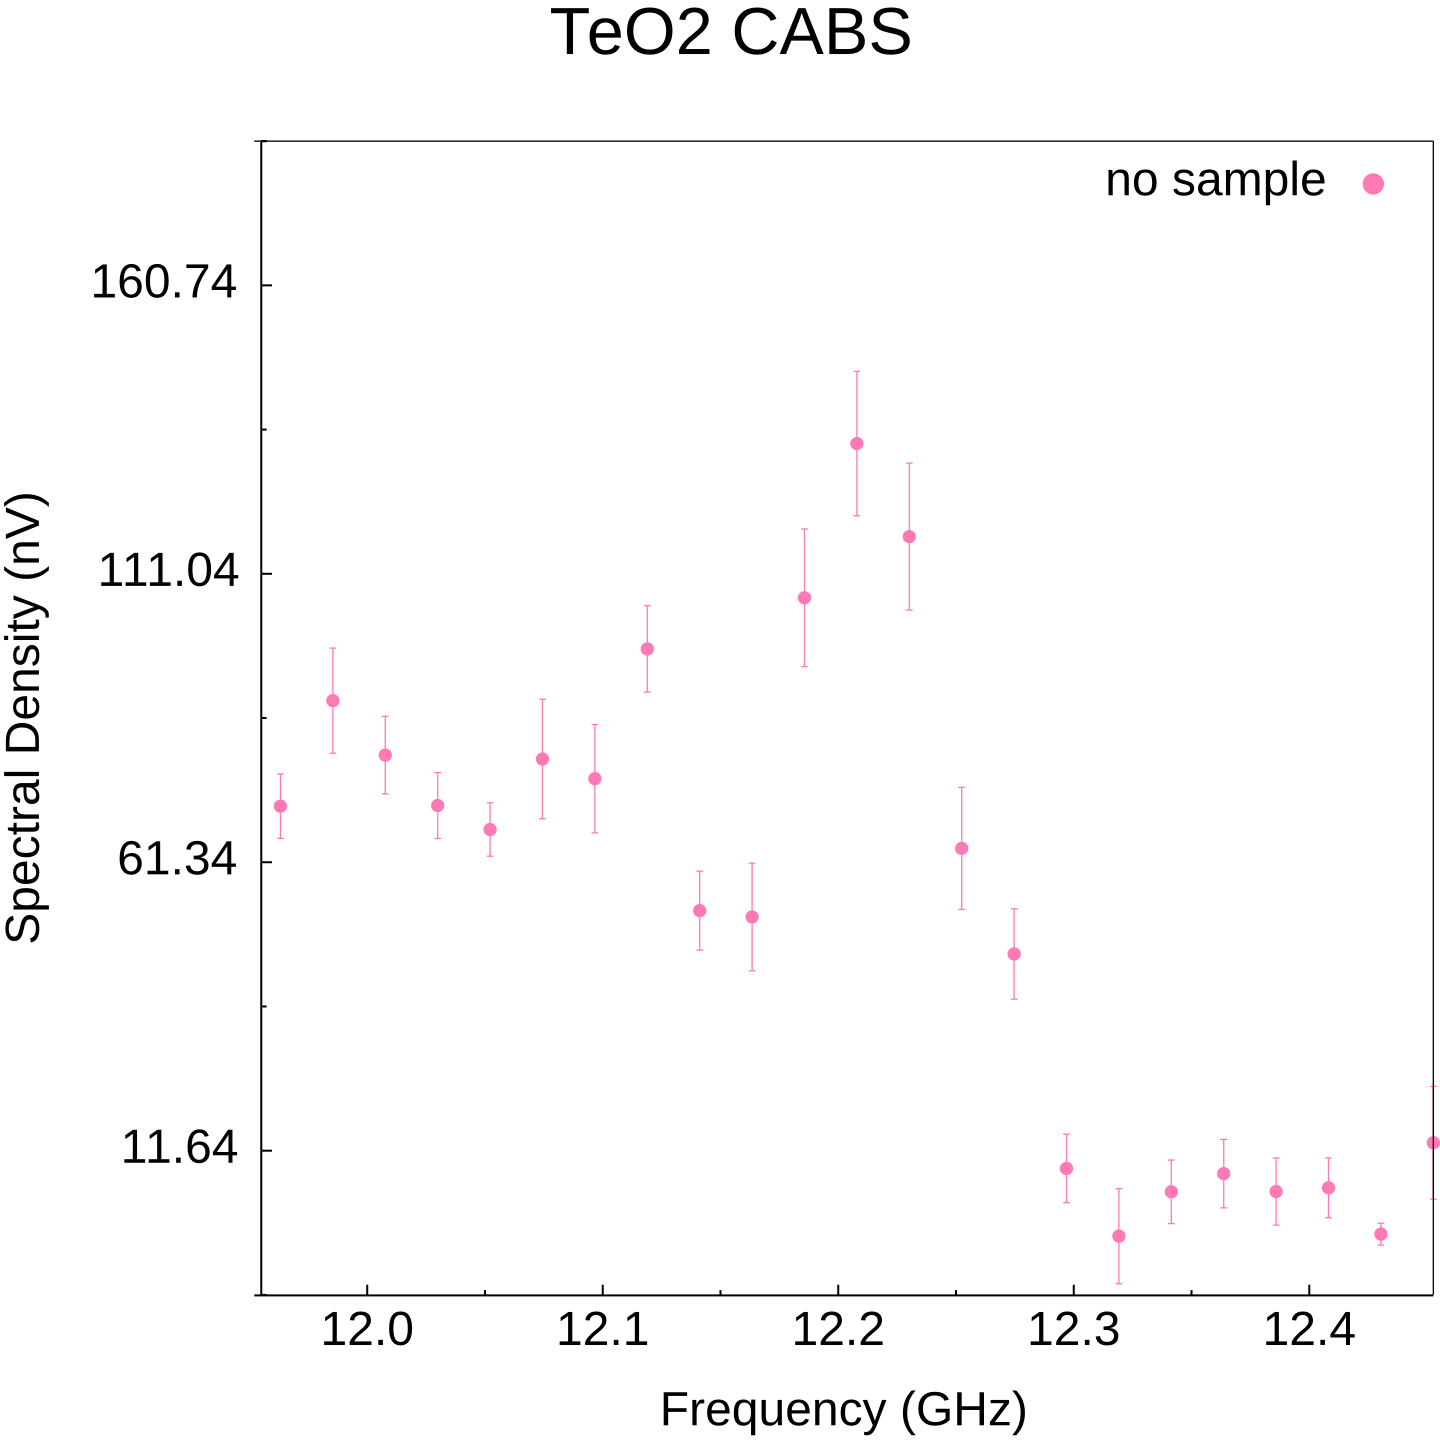 TeO2 CABS
no sample
160.74
111.04
61.34
11.64
Spectral Density (nV)
12.0 12.1 12.2 12.3 12.4
Frequency (GHz)